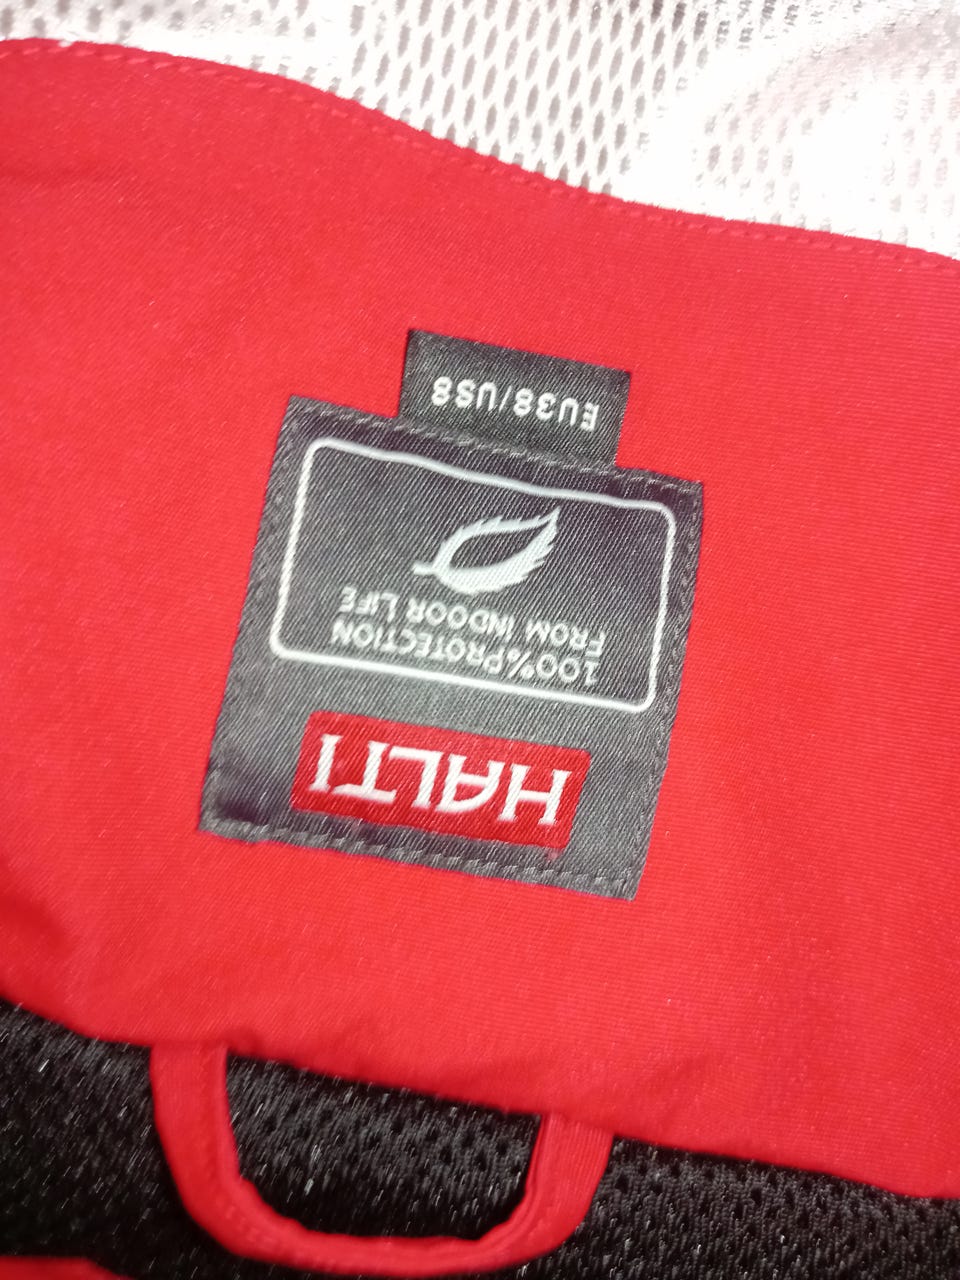 HALTI
100% PROTECTION
FROM INDOOR LIFE
EU38/US8